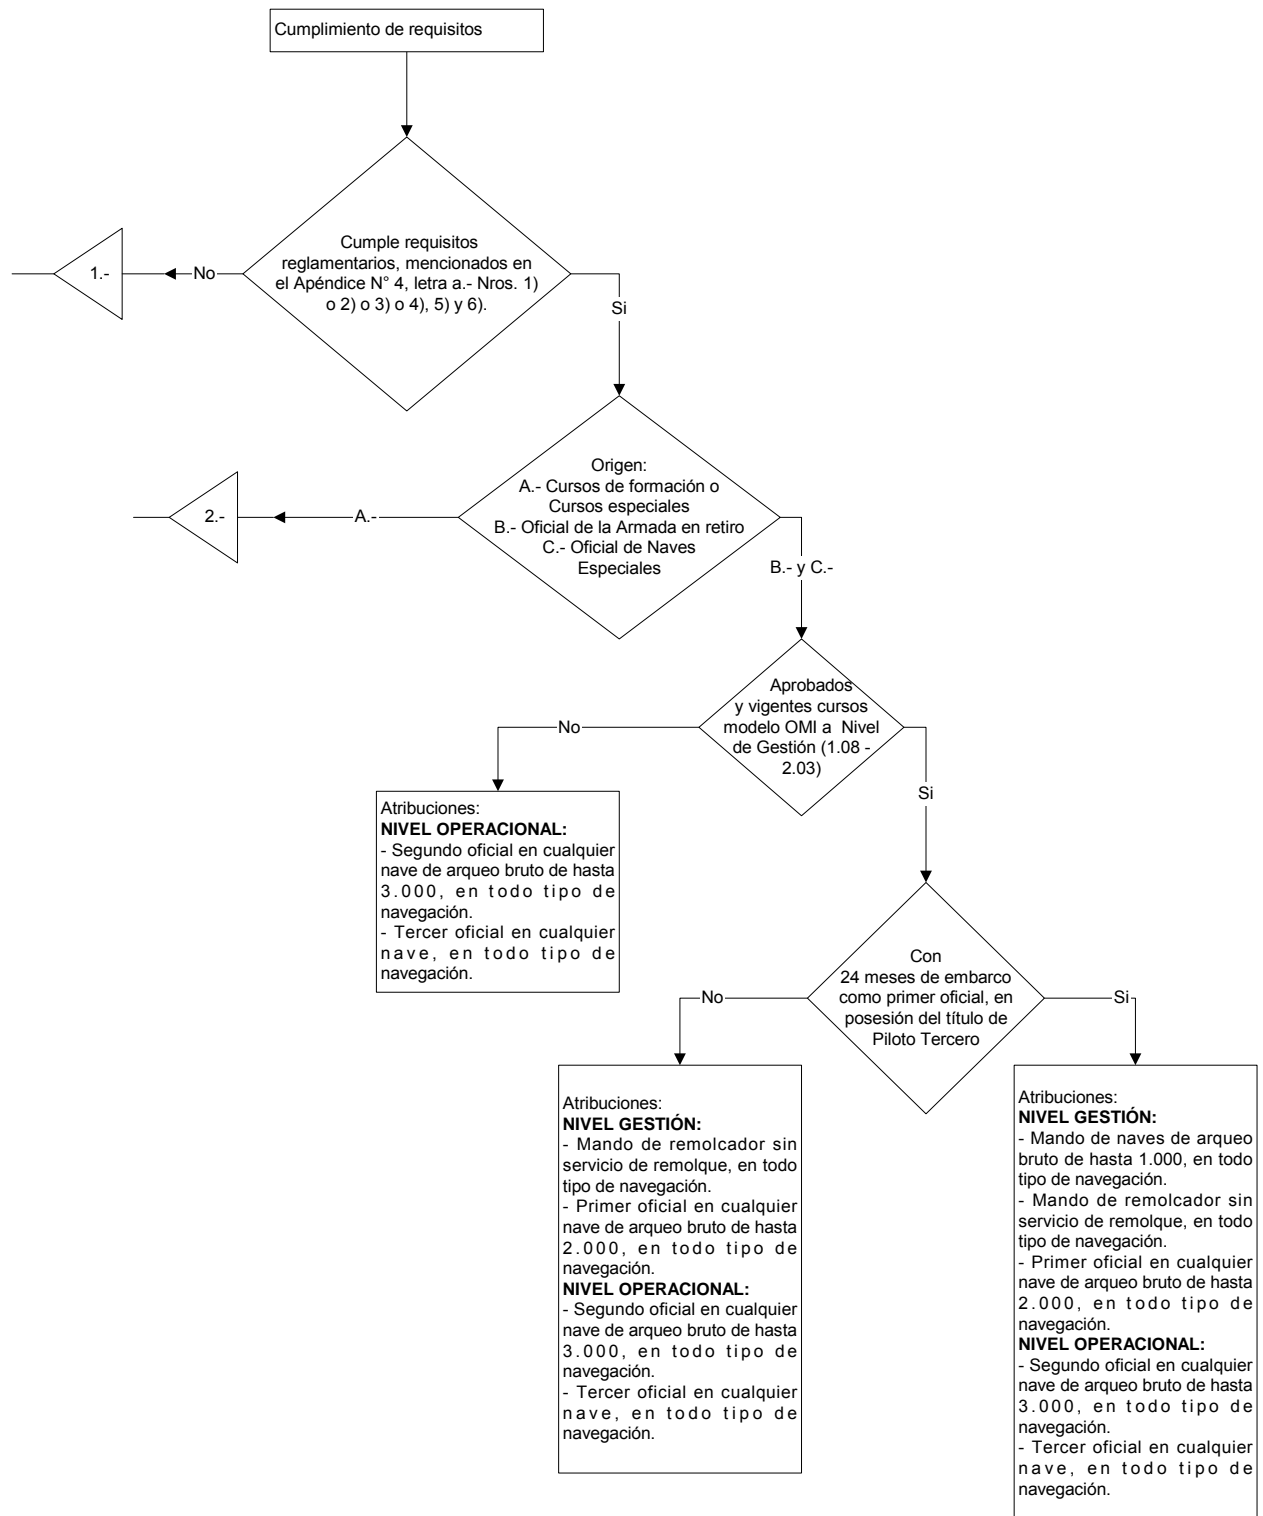 Cumplimiento de requisitos
Cumple requisitos
reglamentarios, mencionados en
el Apéndice N° 4, letra a.- Nros. 1)
o 2) o 3) o 4), 5) y 6).
1.-
No
Si
Origen:
A.- Cursos de formación o
Cursos especiales
B.- Oficial de la Armada en retiro
C.- Oficial de Naves
Especiales
2.-
A.-
B.- y C.-
Aprobados
y vigentes cursos
modelo OMI a Nivel
de Gestión (1.08 -
2.03)
No
Si
Atribuciones:
NIVEL OPERACIONAL:
- Segundo oficial en cualquier
nave de arqueo bruto de hasta
3.000, en todo tipo de
navegación.
- Tercer oficial en cualquier
nave, en todo tipo de
navegación.
Con
24 meses de embarco
como primer oficial, en
posesión del título de
Piloto Tercero
No
Si
Atribuciones:
NIVEL GESTIÓN:
- Mando de remolcador sin
servicio de remolque, en todo
tipo de navegación.
- Primer oficial en cualquier
nave de arqueo bruto de hasta
2.000, en todo tipo de
navegación.
NIVEL OPERACIONAL:
- Segundo oficial en cualquier
nave de arqueo bruto de hasta
3.000, en todo tipo de
navegación.
- Tercer oficial en cualquier
nave, en todo tipo de
navegación.
Atribuciones:
NIVEL GESTIÓN:
- Mando de naves de arqueo
bruto de hasta 1.000, en todo
tipo de navegación.
- Mando de remolcador sin
servicio de remolque, en todo
tipo de navegación.
- Primer oficial en cualquier
nave de arqueo bruto de hasta
2.000, en todo tipo de
navegación.
NIVEL OPERACIONAL:
- Segundo oficial en cualquier
nave de arqueo bruto de hasta
3.000, en todo tipo de
navegación.
- Tercer oficial en cualquier
nave, en todo tipo de
navegación.